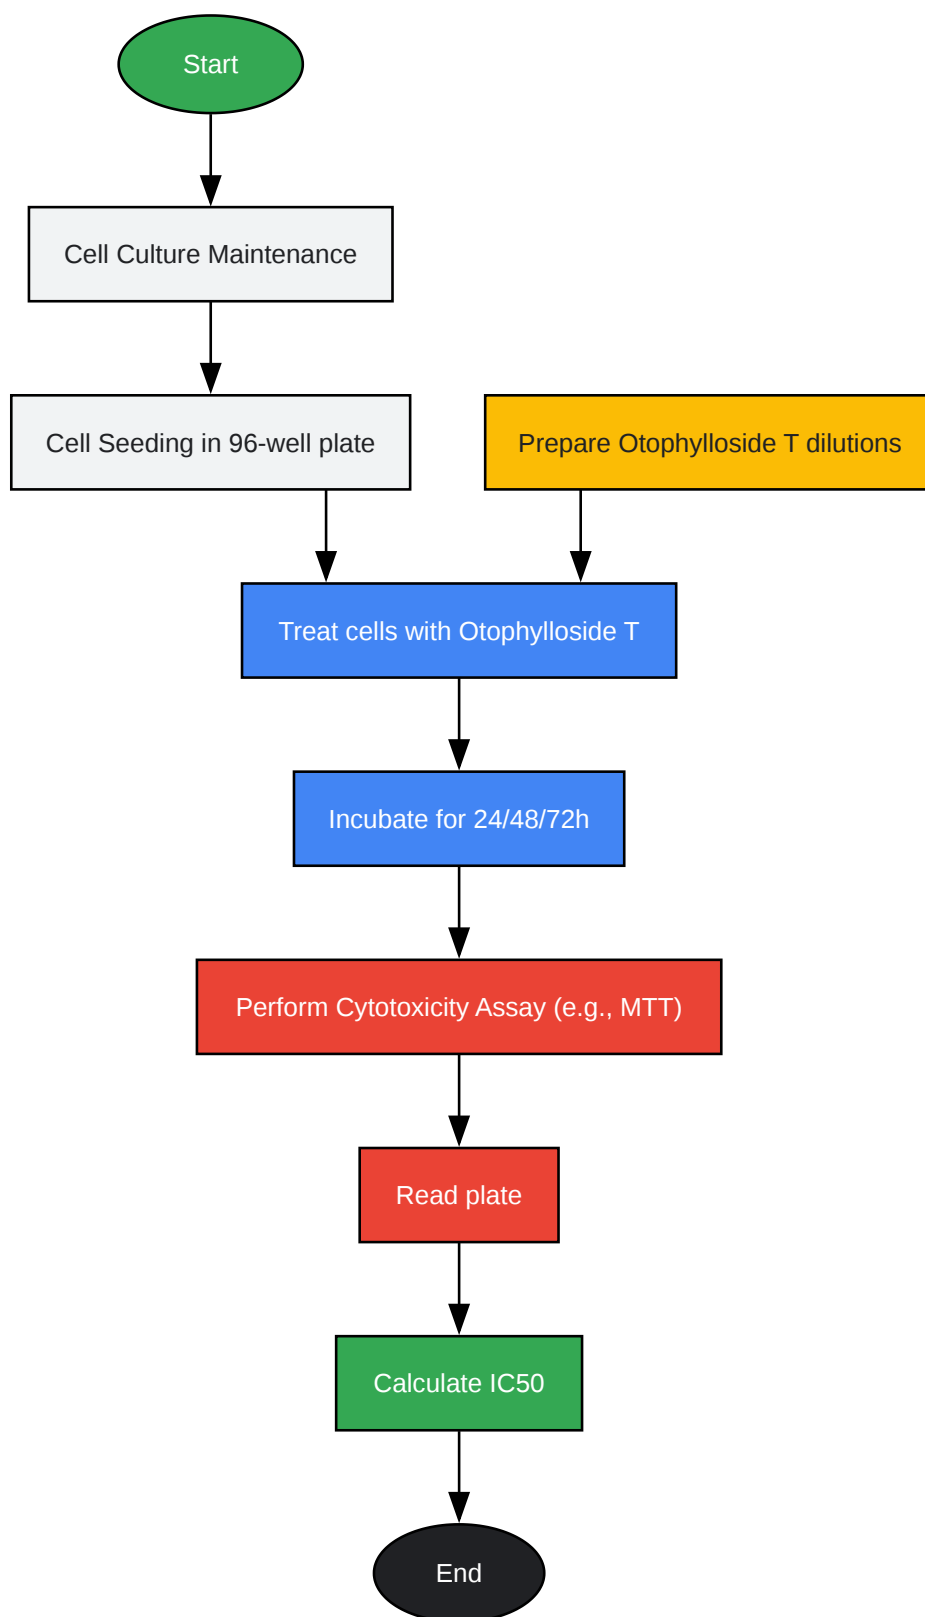 Start
Cell Culture Maintenance
Cell Seeding in 96-well plate
Prepare Otophylloside T dilutions
Treat cells with Otophylloside T
Incubate for 24/48/72h
Perform Cytotoxicity Assay (e.g., MTT)
Read plate
Calculate IC50
End